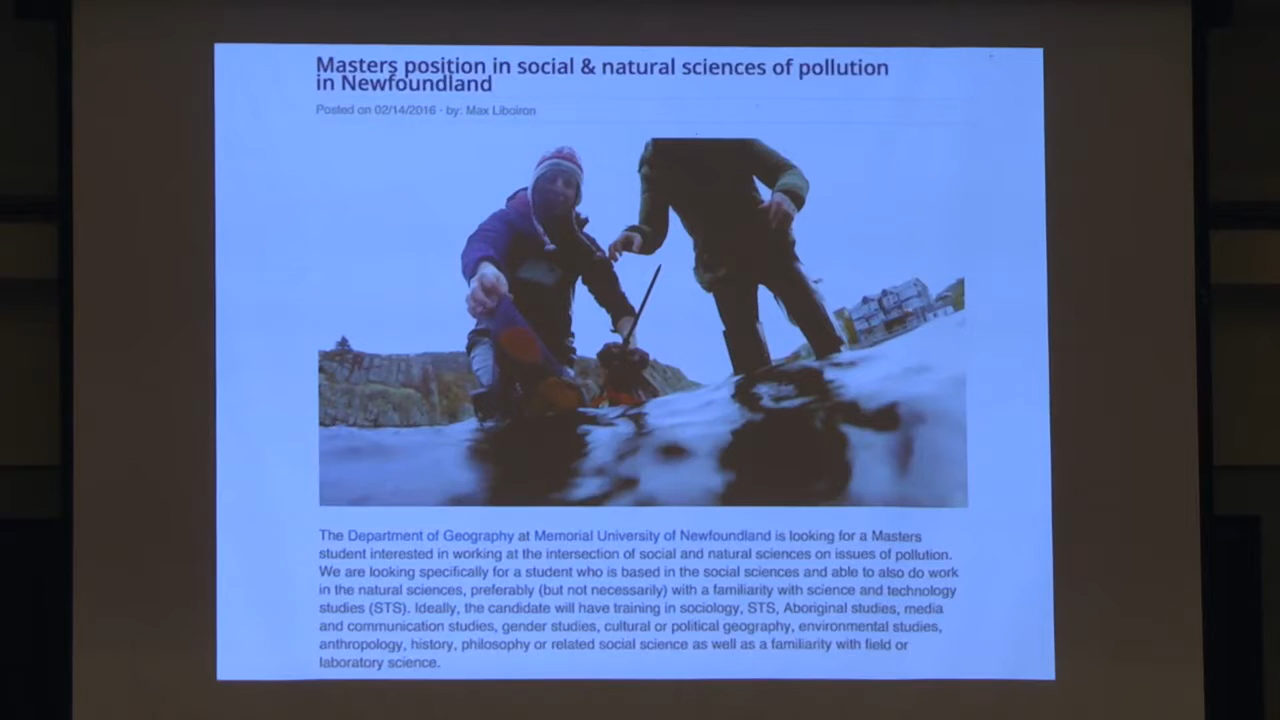 Masters position in social & natural sciences of pollution
in Newfoundland
Posted on 02/14/2016 · by: Max Liboiron
The Department of Geography at Memorial University of Newfoundland is looking for a Masters
student interested in working at the intersection of social and natural sciences on issues of pollution.
We are looking specifically for a student who is based in the social sciences and able to also do work
in the natural sciences, preferably (but not necessarily) with a familiarity with science and technology
studies (STS). Ideally, the candidate will have training in sociology, STS, Aboriginal studies, media
and communication studies, gender studies, cultural or political geography, environmental studies,
anthropology, history, philosophy or related social science as well as a familiarity with field or
laboratory science.